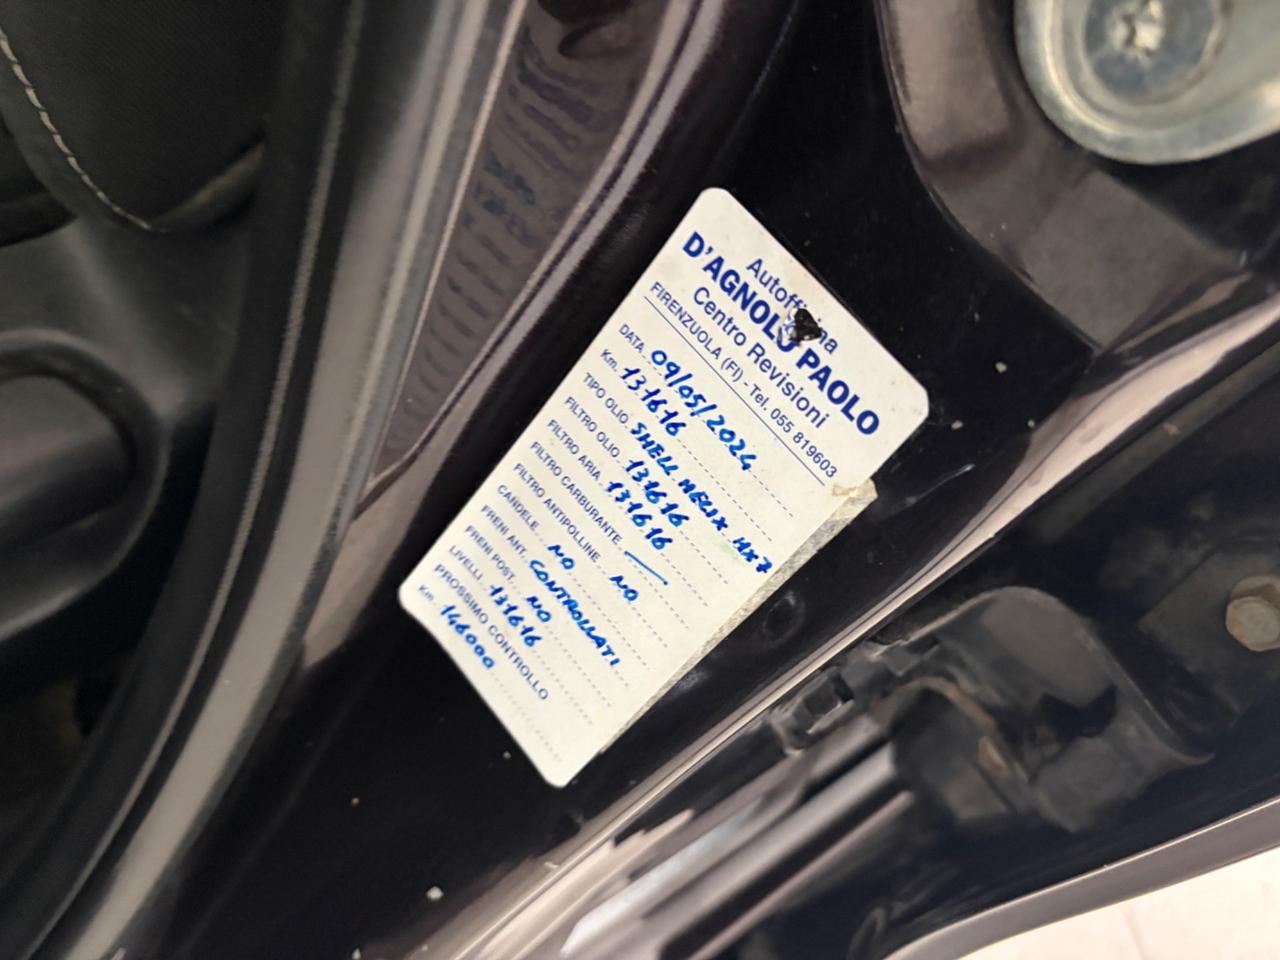 Autofficina
D'AGNOLO PAOLO
Centro Revisioni
FIRENZUOLA (FI) - Tel. 055 819603
DATA 09/05/2024
Km. 131616
TIPO OLIO SHELL HELIX HX7
FILTRO OLIO 131616
FILTRO ARIA 131616
FILTRO CARBURANTE —
FILTRO ANTIPOLLINE NO
CANDELE NO
FRENI ANT. CONTROLLATI
FRENI POST. NO
LIVELLI 131616
PROSSIMO CONTROLLO
Km. 146000